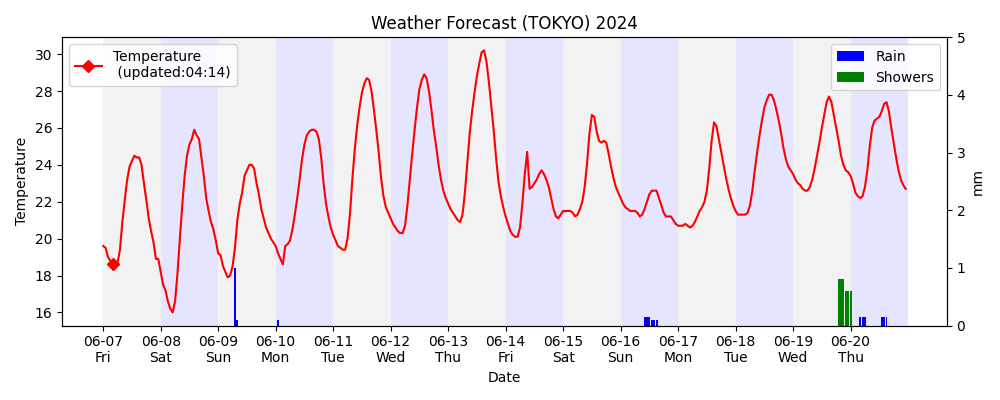 Weather Forecast (TOKYO) 2024
Temperature
(updated:04:14)
Rain
Showers
Temperature
30
28
26
24
22
20
18
16
5
4
3
2
1
0
mm
06-07 06-08 06-09 06-10 06-11 06-12 06-13 06-14 06-15 06-16 06-17 06-18 06-19 06-20
Fri Sat Sun Mon Tue Wed Thu Fri Sat Sun Mon Tue Wed Thu
Date